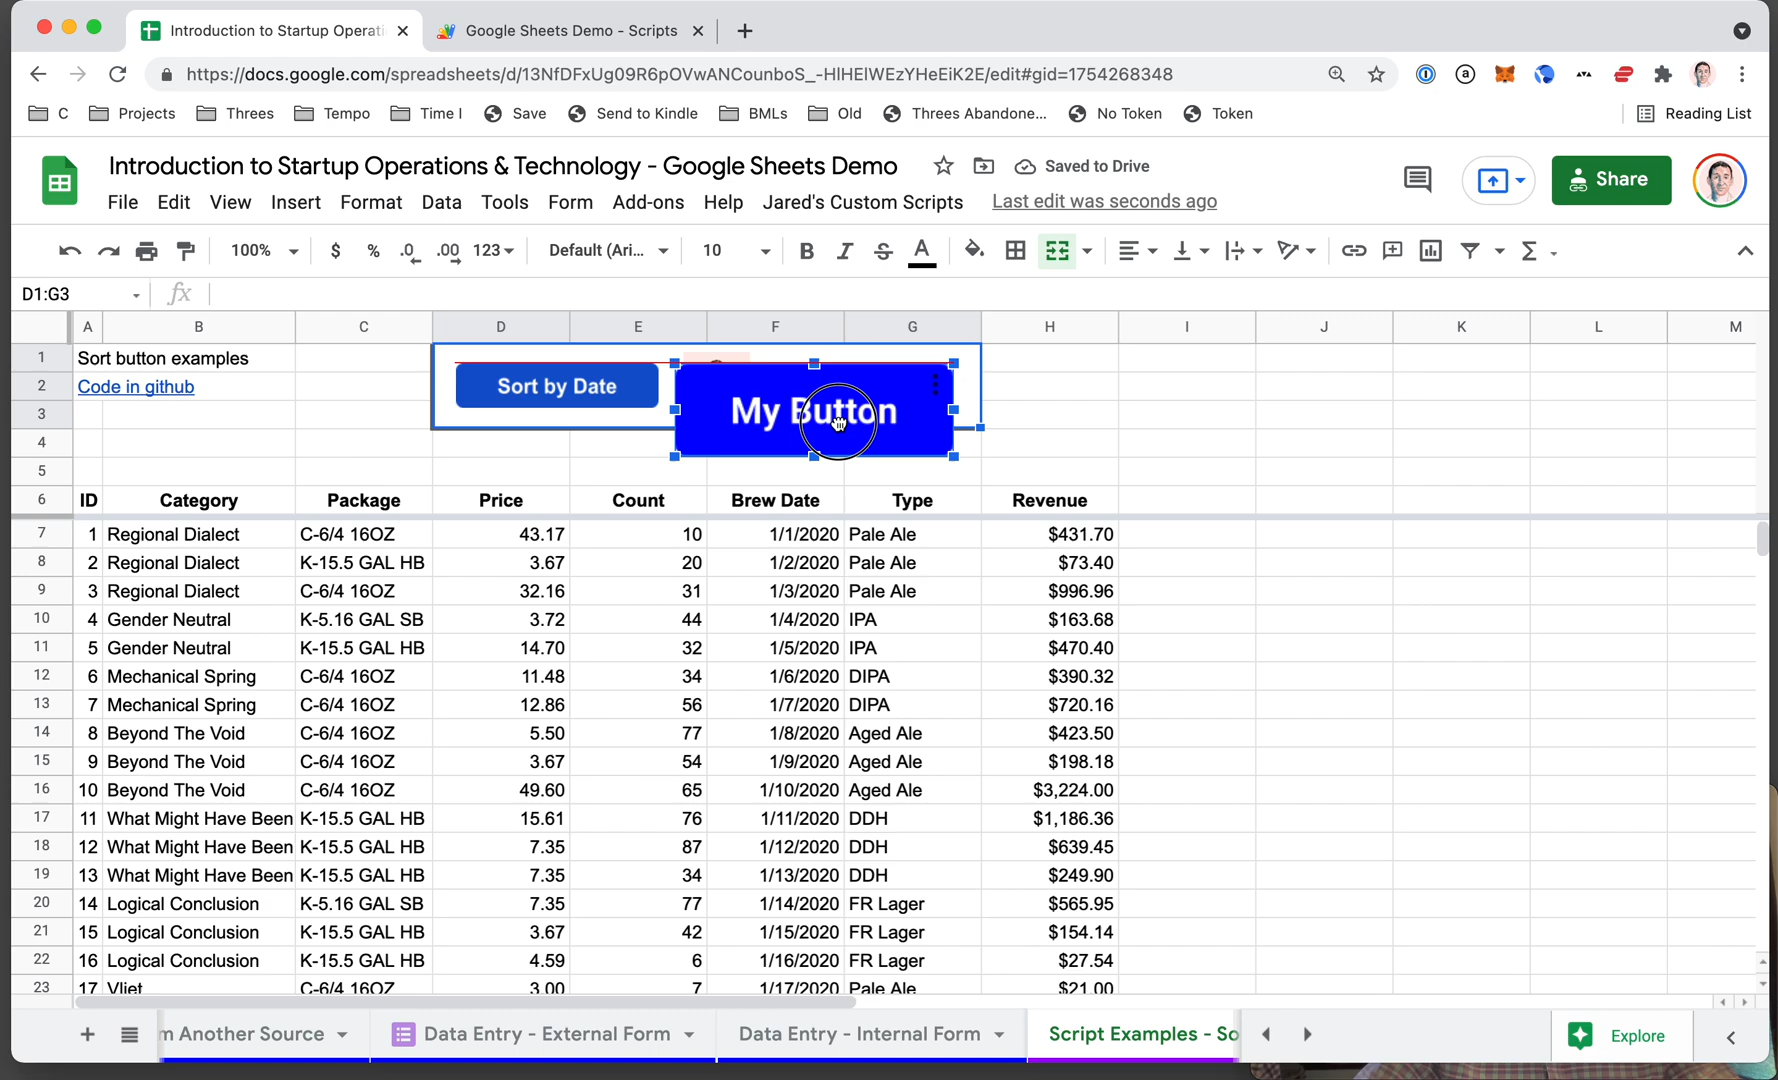 Introduction to Startup Operati
Google Sheets Demo - Scripts
https://docs.google.com/spreadsheets/d/13NfDFxUg09R6pOVwANCounboS_-HIHEIWEzYHeEiK2E/edit#gid=1754268348
C Projects Threes Tempo Time I Save Send to Kindle BMLs Old Threes Abandone... No Token Token Reading List
Introduction to Startup Operations & Technology - Google Sheets Demo
Saved to Drive
Share
File Edit View Insert Format Data Tools Form Add-ons Help Jared's Custom Scripts Last edit was seconds ago
100% $ % .0 .00 123 Default (Ari... 10 B I S A Σ
D1:G3 fx
A B C D E F G H I J K L M
1 Sort button examples
2 Code in github
Sort by Date
My Button
3
4
5
6 ID Category Package Price Count Brew Date Type Revenue
7 1 Regional Dialect C-6/4 16OZ 43.17 10 1/1/2020 Pale Ale $431.70
8 2 Regional Dialect K-15.5 GAL HB 3.67 20 1/2/2020 Pale Ale $73.40
9 3 Regional Dialect C-6/4 16OZ 32.16 31 1/3/2020 Pale Ale $996.96
10 4 Gender Neutral K-5.16 GAL SB 3.72 44 1/4/2020 IPA $163.68
11 5 Gender Neutral K-15.5 GAL HB 14.70 32 1/5/2020 IPA $470.40
12 6 Mechanical Spring C-6/4 16OZ 11.48 34 1/6/2020 DIPA $390.32
13 7 Mechanical Spring C-6/4 16OZ 12.86 56 1/7/2020 DIPA $720.16
14 8 Beyond The Void C-6/4 16OZ 5.50 77 1/8/2020 Aged Ale $423.50
15 9 Beyond The Void C-6/4 16OZ 3.67 54 1/9/2020 Aged Ale $198.18
16 10 Beyond The Void C-6/4 16OZ 49.60 65 1/10/2020 Aged Ale $3,224.00
17 11 What Might Have Been K-15.5 GAL HB 15.61 76 1/11/2020 DDH $1,186.36
18 12 What Might Have Been K-15.5 GAL HB 7.35 87 1/12/2020 DDH $639.45
19 13 What Might Have Been K-15.5 GAL HB 7.35 34 1/13/2020 DDH $249.90
20 14 Logical Conclusion K-5.16 GAL SB 7.35 77 1/14/2020 FR Lager $565.95
21 15 Logical Conclusion K-15.5 GAL HB 3.67 42 1/15/2020 FR Lager $154.14
22 16 Logical Conclusion K-15.5 GAL HB 4.59 6 1/16/2020 FR Lager $27.54
23 17 Vliet C-6/4 16OZ 3.00 7 1/17/2020 Pale Ale $21.00
m Another Source Data Entry - External Form Data Entry - Internal Form Script Examples - So Explore